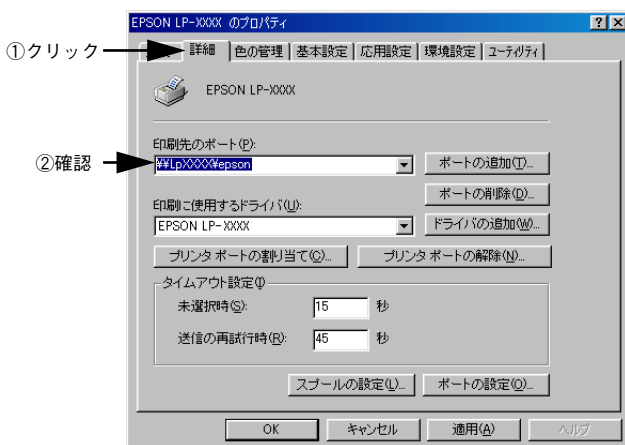 EPSON LP-XXXX のプロパティ
①クリック
詳細 色の管理 基本設定 応用設定 環境設定 ユーティリティ
EPSON LP-XXXX
印刷先のポート(P):
②確認
¥¥LpXXXX¥epson
ポートの追加(T)...
ポートの削除(D)...
印刷に使用するドライバ(U):
EPSON LP-XXXX
ドライバの追加(W)...
プリンタ ポートの割り当て(C)...
プリンタ ポートの解除(N)...
タイムアウト設定(I)
未選択時(S): 15 秒
送信の再試行時(R): 45 秒
スプールの設定(L)...
ポートの設定(O)...
OK キャンセル 適用(A) ヘルプ